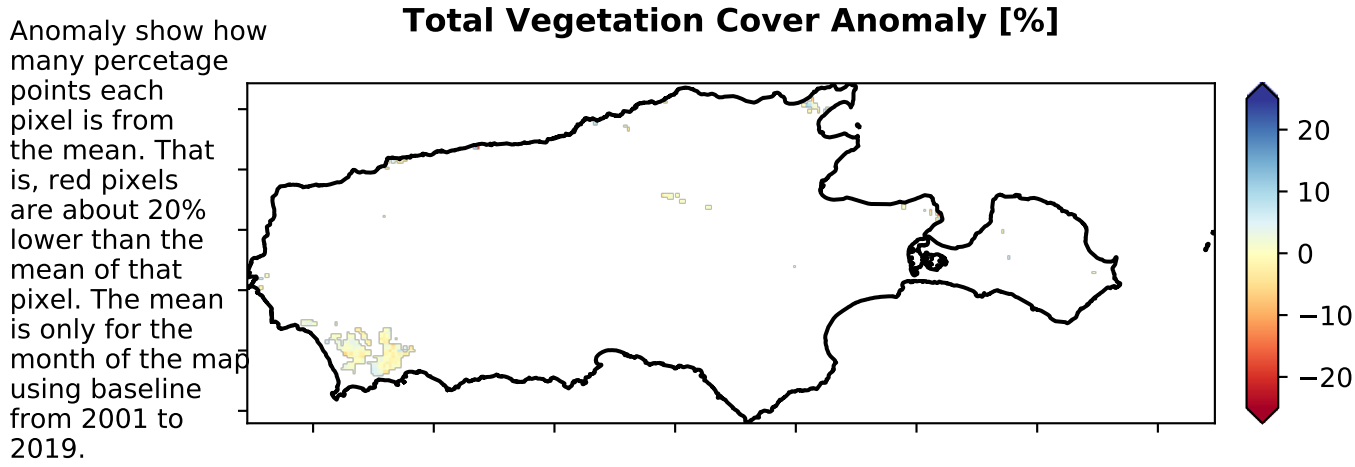 Total Vegetation Cover Anomaly [%]
Anomaly show how
many percetage
points each
pixel is from
the mean. That
is, red pixels
are about 20%
lower than the
mean of that
pixel. The mean
is only for the
month of the map
using baseline
from 2001 to
2019.
20
10
0
−10
−20